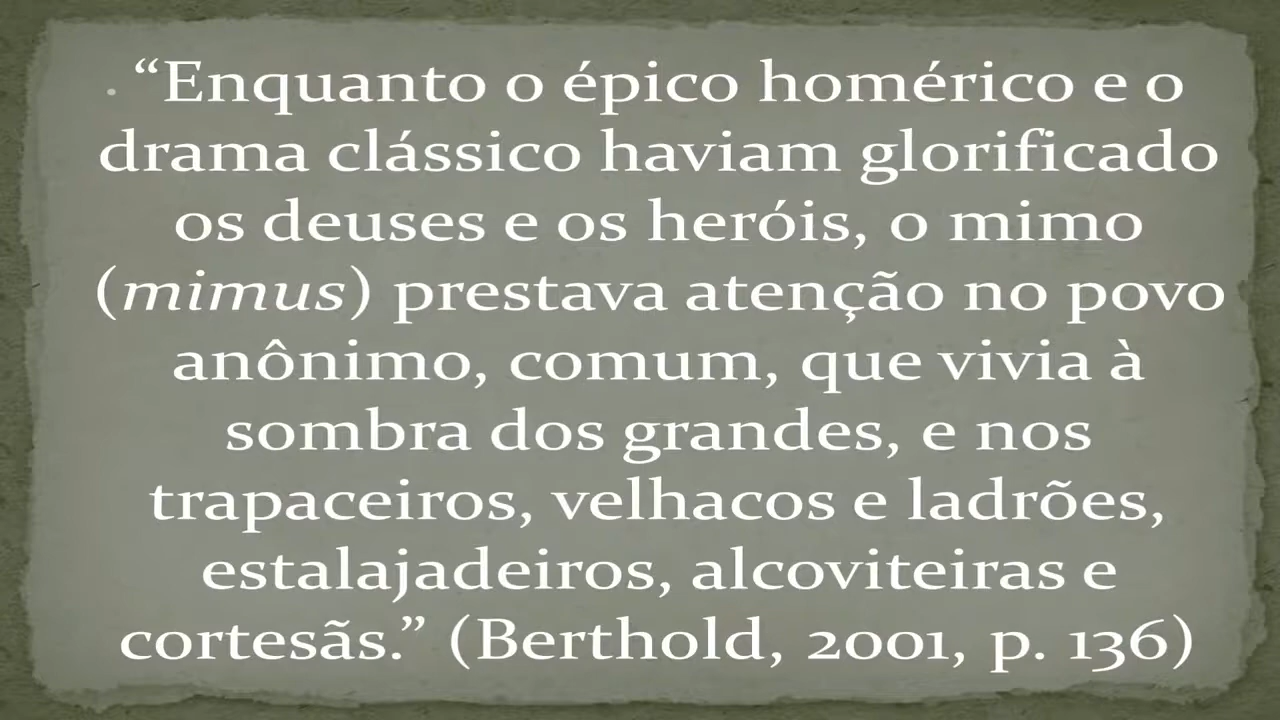 • “Enquanto o épico homérico e o
drama clássico haviam glorificado
os deuses e os heróis, o mimo
(mimus) prestava atenção no povo
anônimo, comum, que vivia à
sombra dos grandes, e nos
trapaceiros, velhacos e ladrões,
estalajadeiros, alcoviteiras e
cortesãs.” (Berthold, 2001, p. 136)